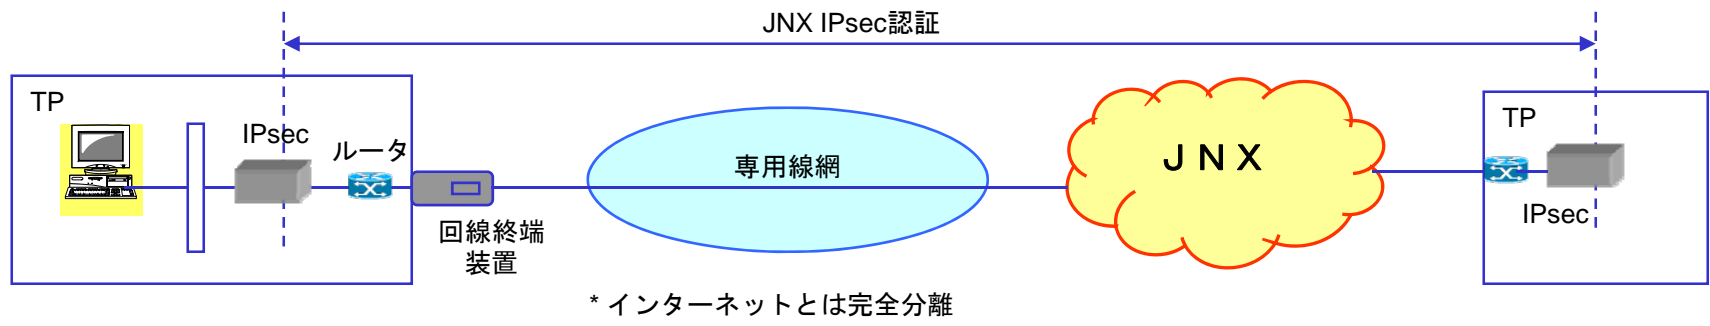 JNX IPsec認証
TP
IPsec
ルータ
専用線網
ＪＮＸ
TP
IPsec
回線終端
装置
* インターネットとは完全分離